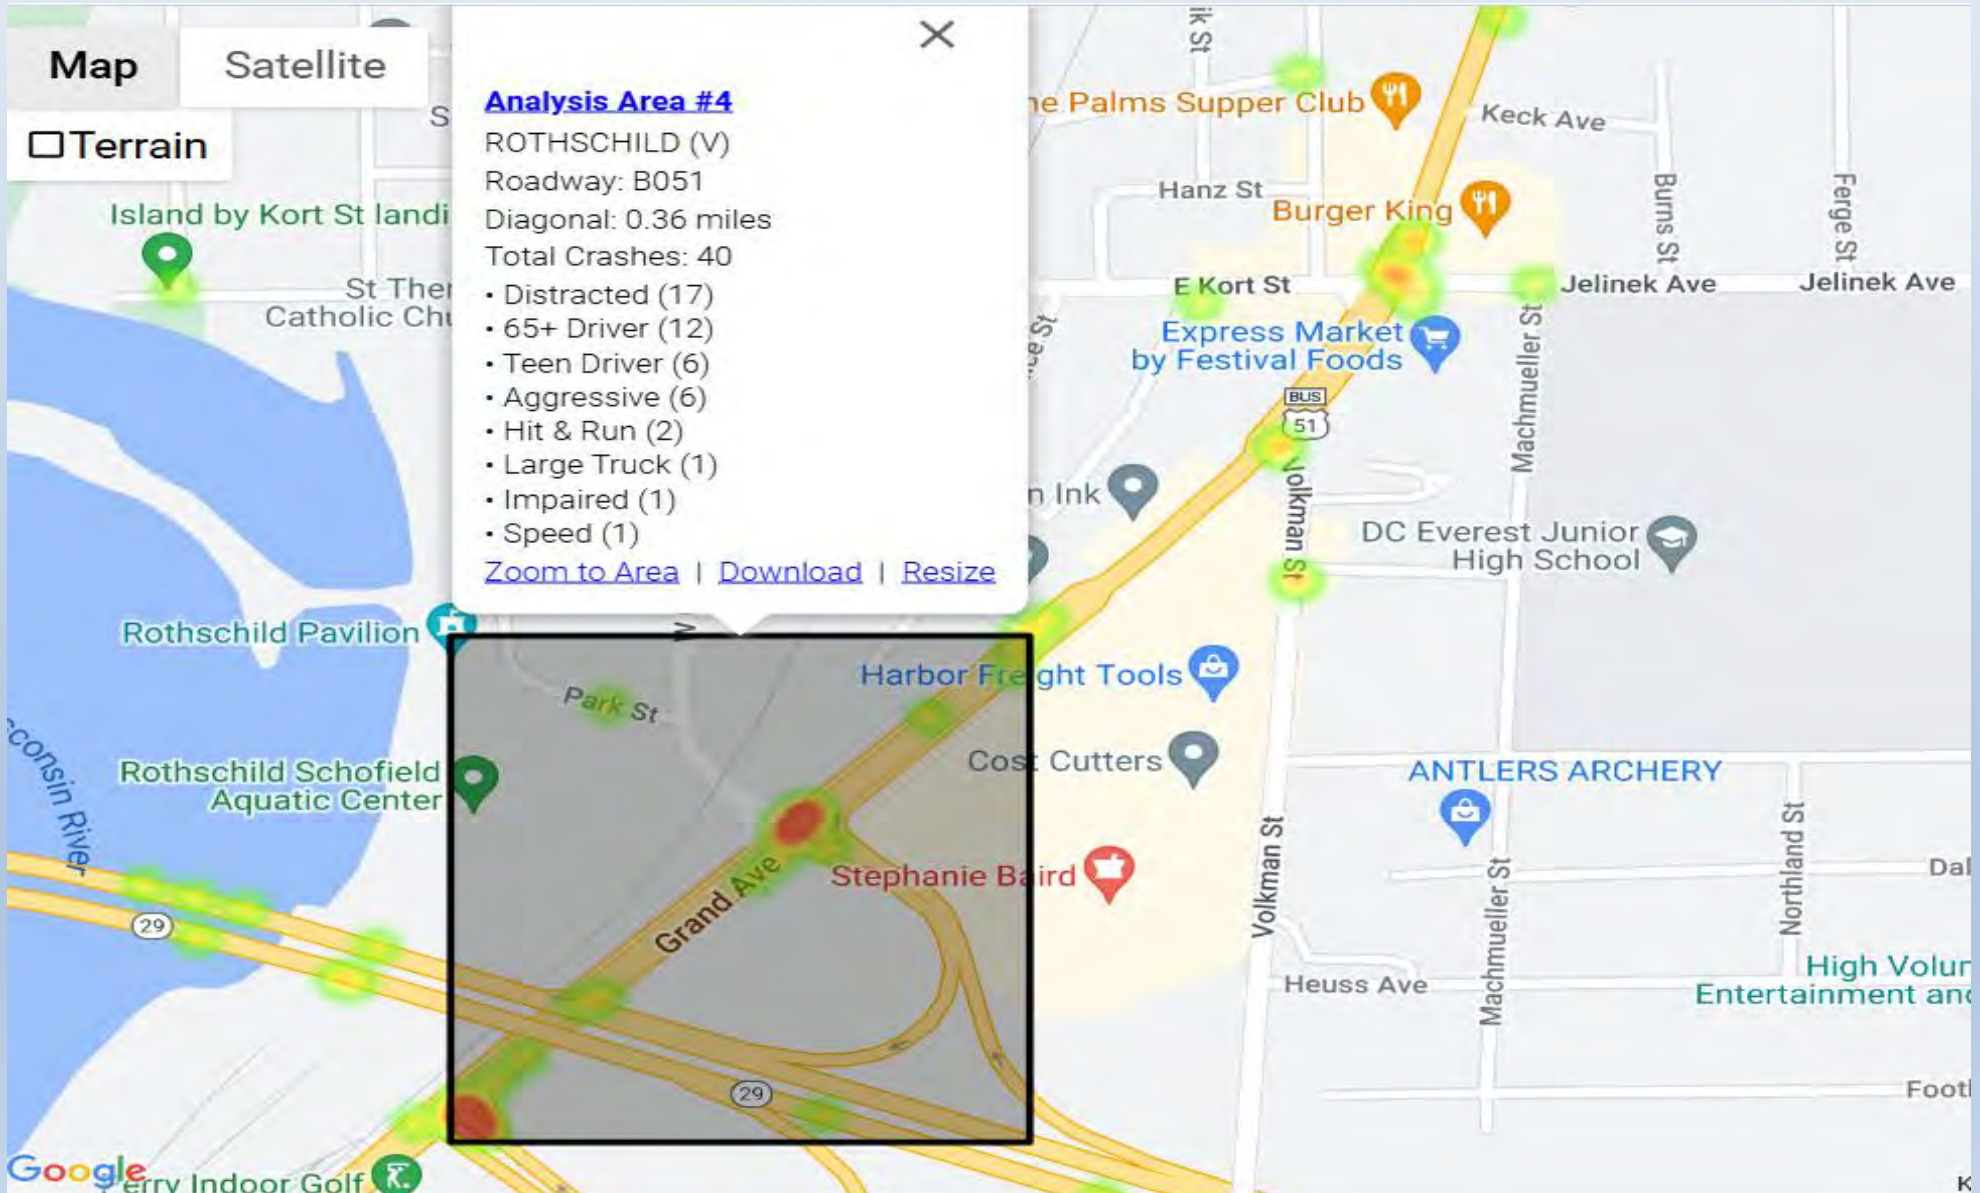 Map
Satellite
Terrain
Analysis Area #4
ROTHSCHILD (V)
Roadway: B051
Diagonal: 0.36 miles
Total Crashes: 40
• Distracted (17)
• 65+ Driver (12)
• Teen Driver (6)
• Aggressive (6)
• Hit & Run (2)
• Large Truck (1)
• Impaired (1)
• Speed (1)
Zoom to Area | Download | Resize
Island by Kort St landi
St Ther
Catholic Chu
Palms Supper Club
Keck Ave
Hanz St
Burger King
Burns St
Ferge St
E Kort St
Jelinek Ave
Jelinek Ave
Express Market
by Festival Foods
Machmueller St
BUS
51
Volkman St
n Ink
DC Everest Junior
High School
Rothschild Pavilion
Park St
Harbor Freight Tools
Cost Cutters
Rothschild Schofield
Aquatic Center
ANTLERS ARCHERY
consin River
Stephanie Baird
Grand Ave
Volkman St
Machmueller St
Northland St
Dal
29
Heuss Ave
High Volu
Entertainment and
29
Foot
Google
erry Indoor Golf
K